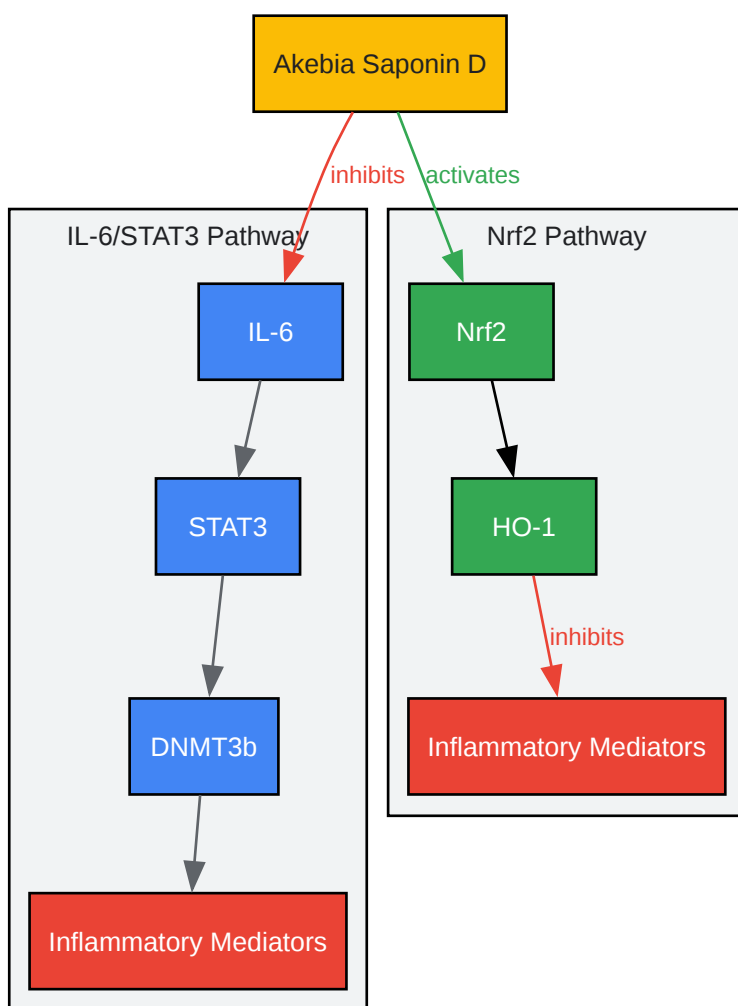 Akebia Saponin D
inhibits
activates
IL-6/STAT3 Pathway
Nrf2 Pathway
IL-6
Nrf2
STAT3
HO-1
inhibits
DNMT3b
Inflammatory Mediators
Inflammatory Mediators